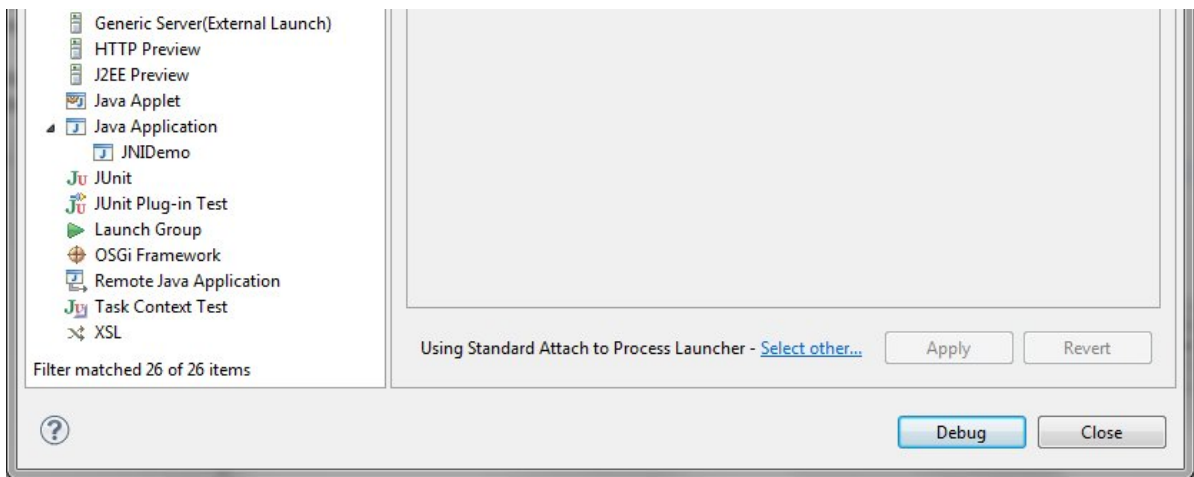 Generic Server(External Launch)
HTTP Preview
J2EE Preview
Java Applet
Java Application
JNIDemo
Ju JUnit
JUnit Plug-in Test
Launch Group
OSGi Framework
Remote Java Application
Task Context Test
XSL
Filter matched 26 of 26 items
Using Standard Attach to Process Launcher - Select other...
Apply
Revert
?
Debug
Close